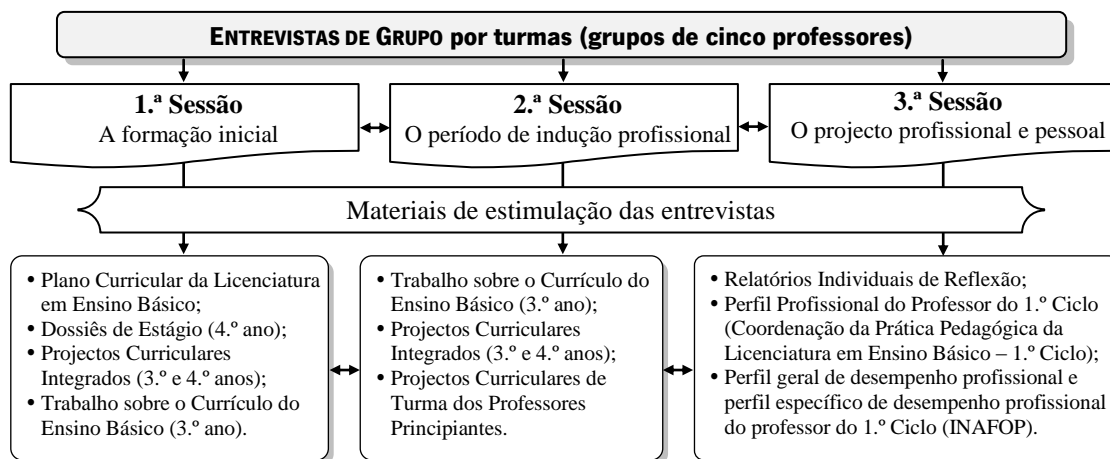 ENTREVISTAS DE GRUPO por turmas (grupos de cinco professores)
1.ª Sessão
A formação inicial
2.ª Sessão
O período de indução profissional
3.ª Sessão
O projecto profissional e pessoal
Materiais de estimulação das entrevistas
• Plano Curricular da Licenciatura
em Ensino Básico;
• Dossiês de Estágio (4.º ano);
• Projectos Curriculares
Integrados (3.º e 4.º anos);
• Trabalho sobre o Currículo do
Ensino Básico (3.º ano).
• Trabalho sobre o Currículo do
Ensino Básico (3.º ano);
• Projectos Curriculares
Integrados (3.º e 4.º anos);
• Projectos Curriculares de
Turma dos Professores
Principiantes.
• Relatórios Individuais de Reflexão;
• Perfil Profissional do Professor do 1.º Ciclo
(Coordenação da Prática Pedagógica da
Licenciatura em Ensino Básico – 1.º Ciclo);
• Perfil geral de desempenho profissional e
perfil específico de desempenho profissional
do professor do 1.º Ciclo (INAFOP).